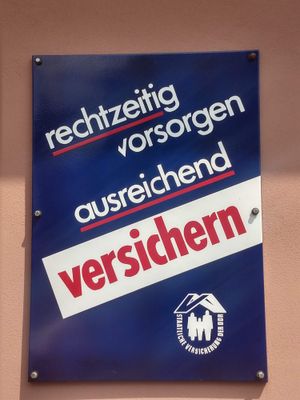 rechtzeitig
vorsorgen
ausreichend
versichern
STAATLICHE VERSICHERUNG DER DDR